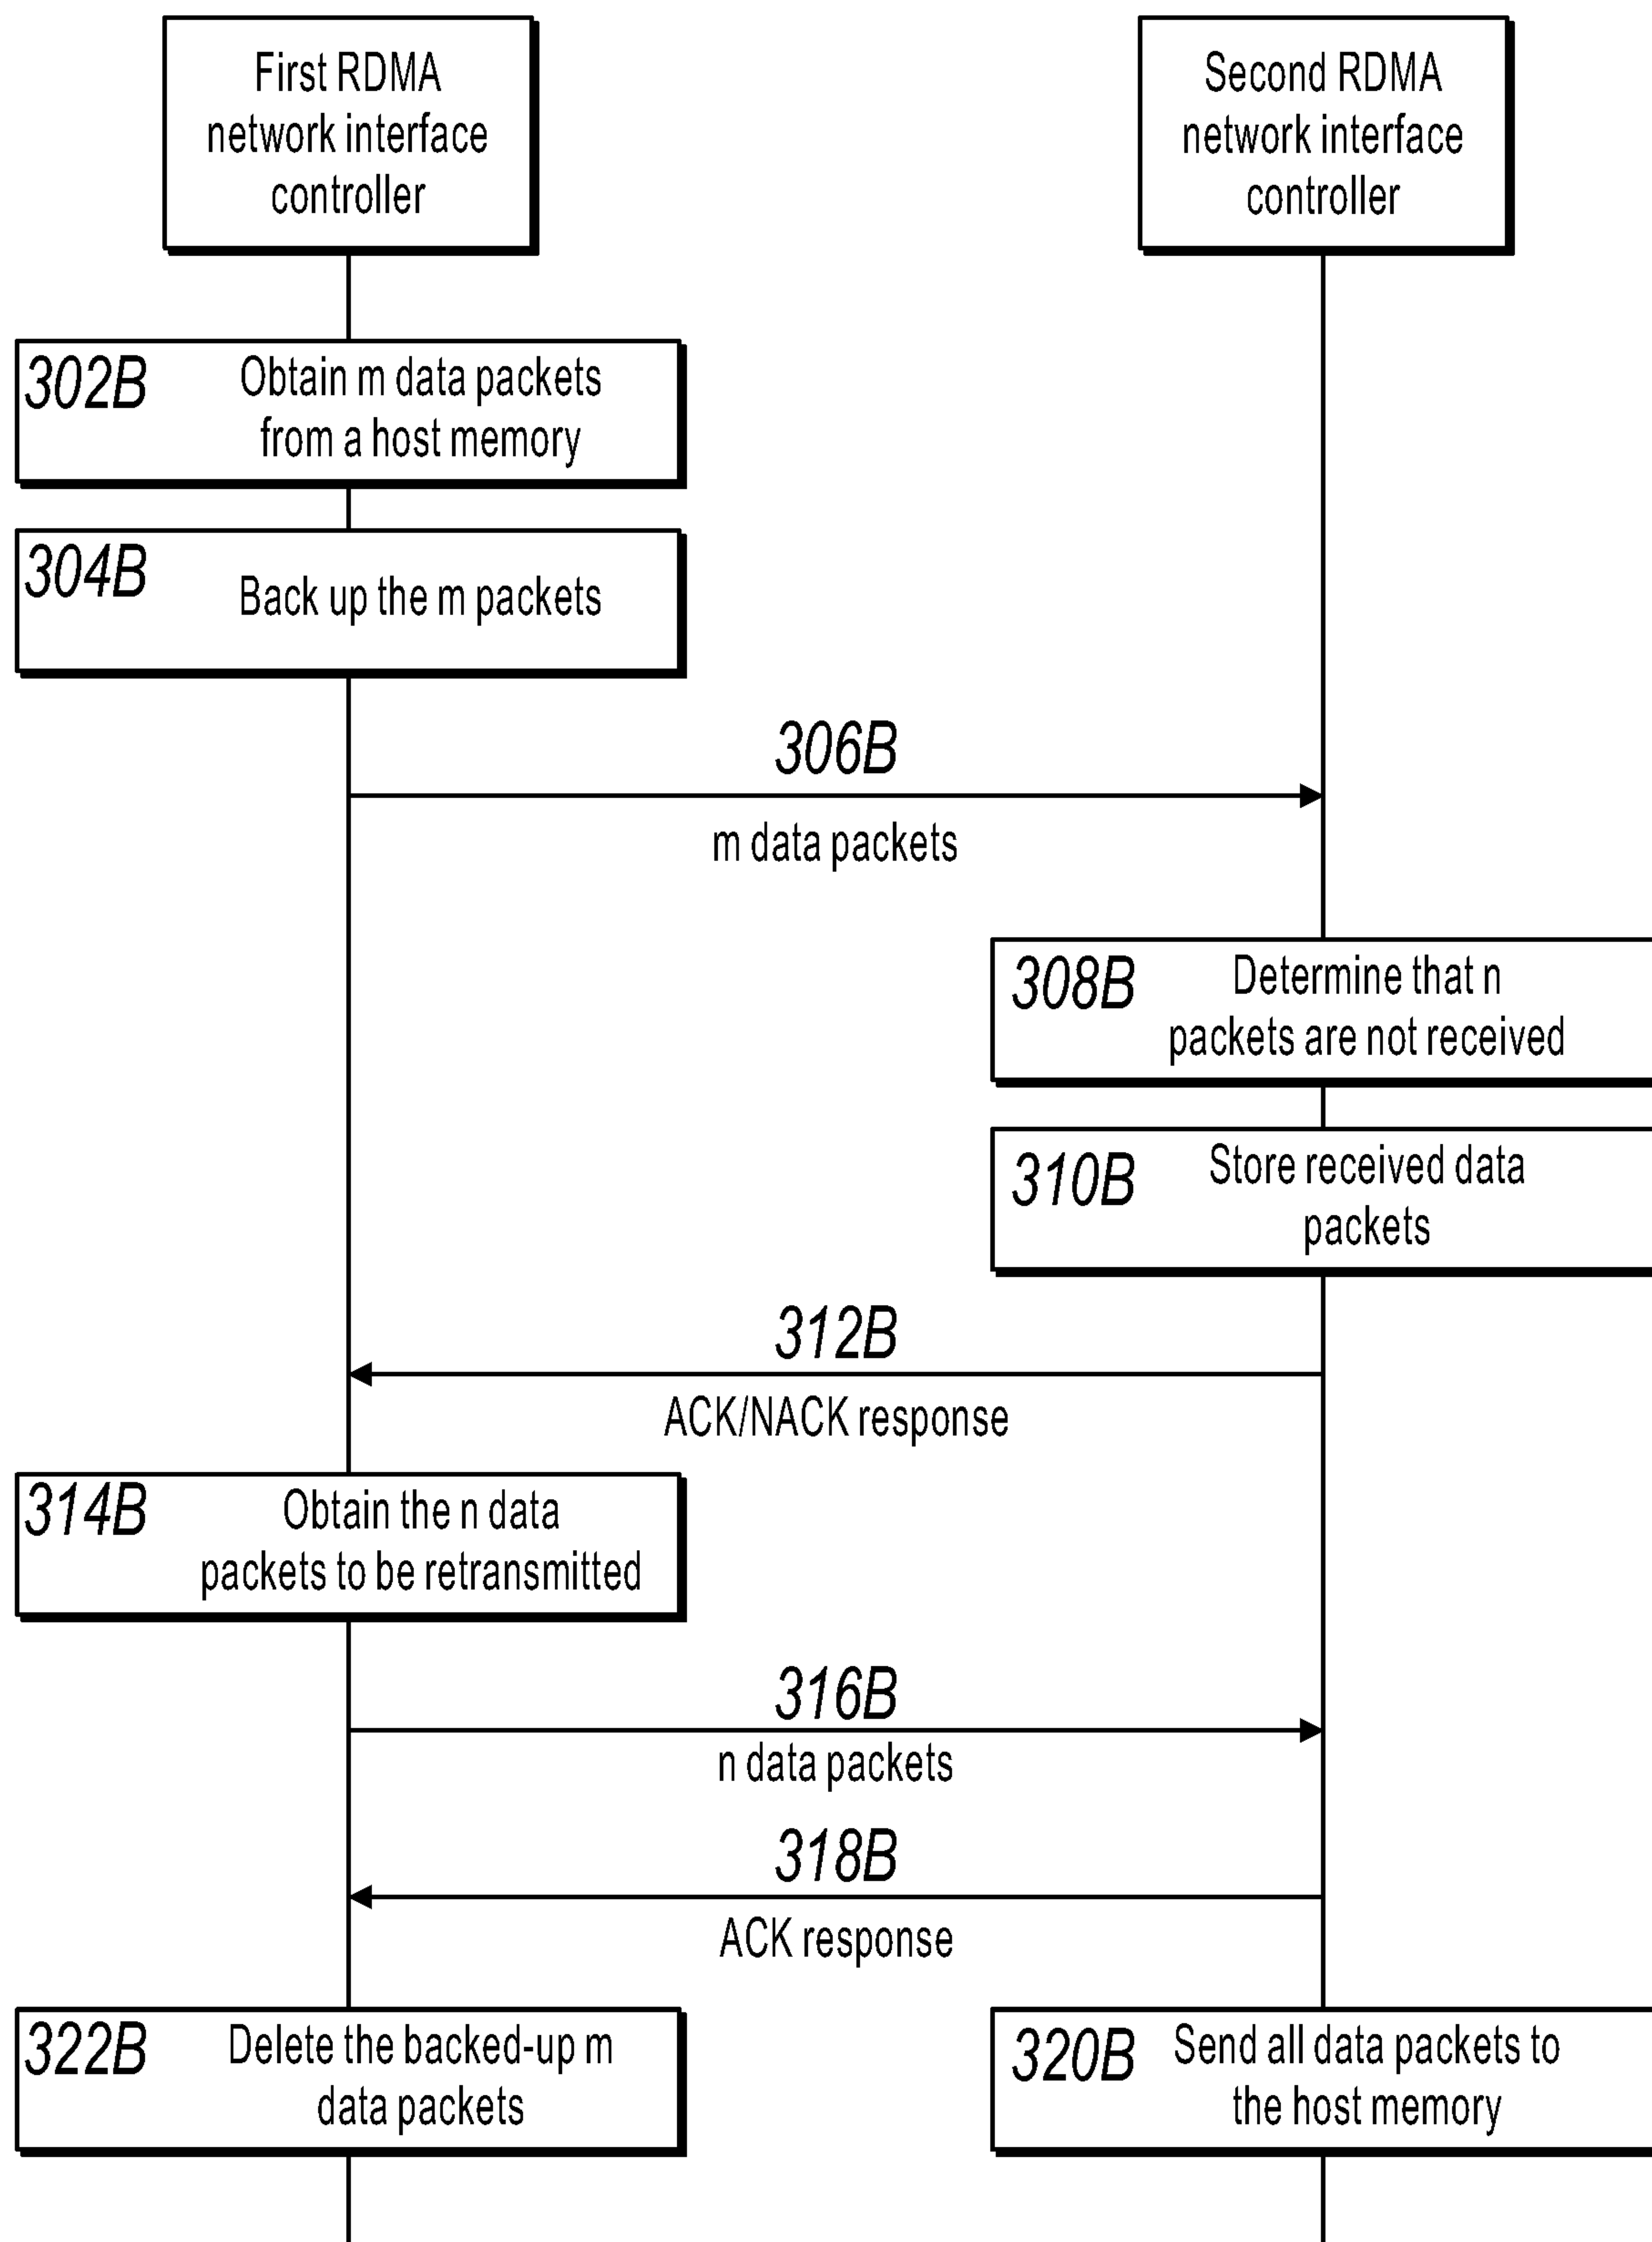 First RDMA
network interface
controller
Second RDMA
network interface
controller
302B
Obtain m data packets
from a host memory
304B
Back up the m packets
306B
m data packets
308B
Determine that n
packets are not received
310B
Store received data
packets
312B
ACK/NACK response
314B
Obtain the n data
packets to be retransmitted
316B
n data packets
318B
ACK response
322B
Delete the backed-up m
data packets
320B
Send all data packets to
the host memory